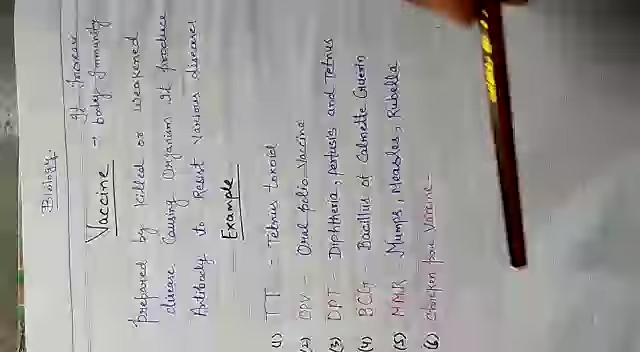 Biology.
Vaccine → It Increase
body Immunity
prepared by killed or weakened
disease Causing Organism it produce
Antibody to Resist various disease!
Example
(1) TT - Tetnus toxoid
(2) OPV - Oral polio vaccine
(3) DPT - Diphtheria, pertusis and Tetnus
(4) BCG - Bacillus of Calmette Guerin
(5) MMR - Mumps, Measles, Rubella
(6) Chicken pox Vaccine